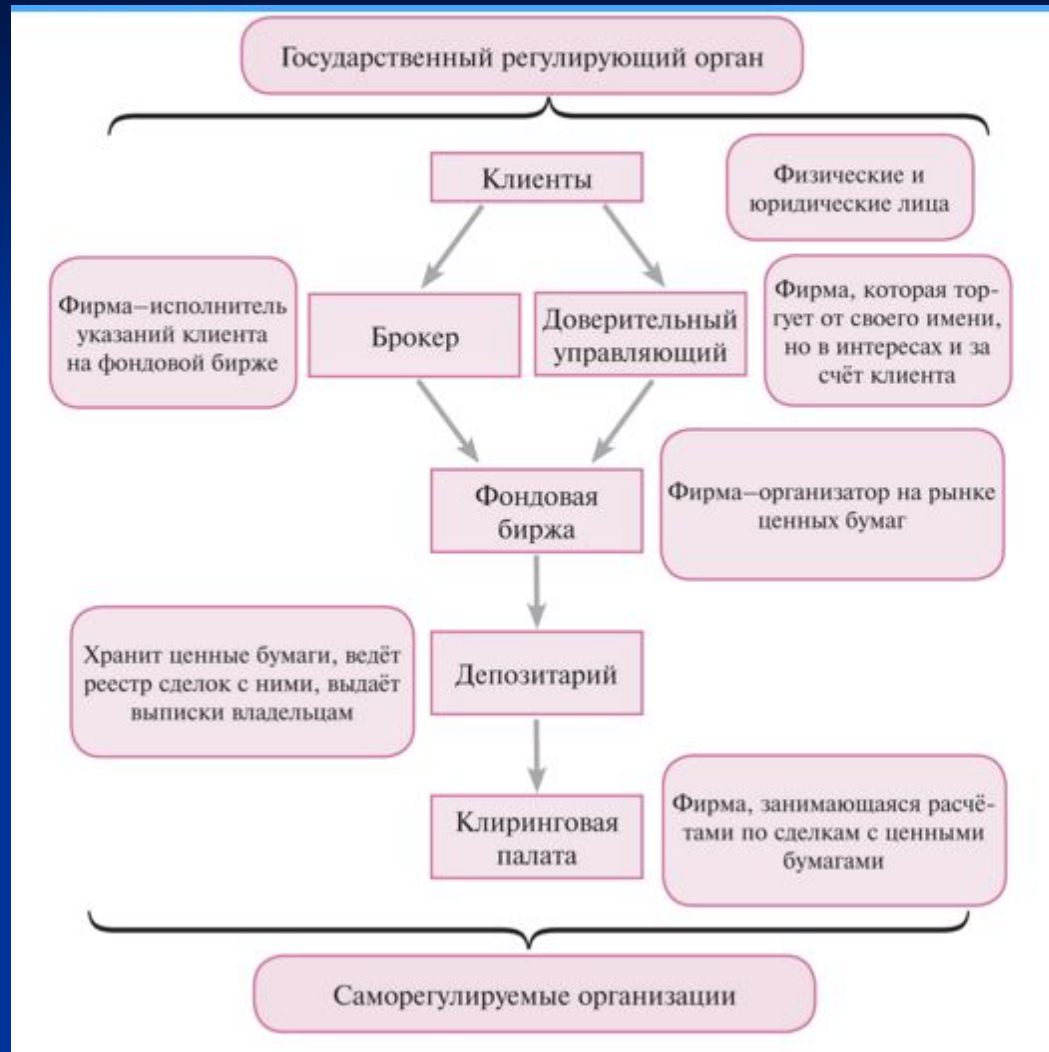 Государственный регулирующий орган
Клиенты
Физические и
юридические лица
Фирма–исполнитель
указаний клиента
на фондовой бирже
Брокер
Доверительный
управляющий
Фирма, которая тор-
гует от своего имени,
но в интересах и за
счёт клиента
Фондовая
биржа
Фирма–организатор на рынке
ценных бумаг
Хранит ценные бумаги, ведёт
реестр сделок с ними, выдаёт
выписки владельцам
Депозитарий
Клиринговая
палата
Фирма, занимающаяся расчё-
тами по сделкам с ценными
бумагами
Саморегулируемые организации